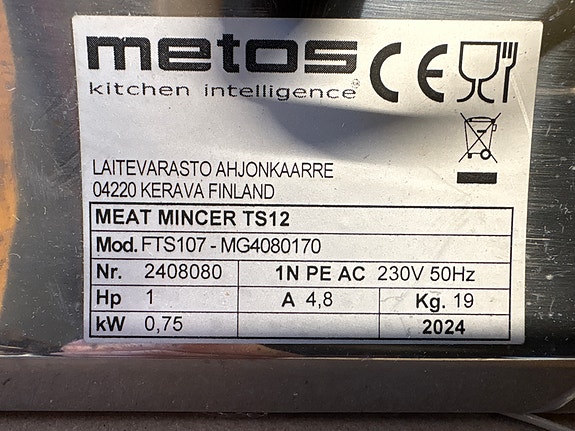 metos CE
kitchen intelligence®
LAITEVARASTO AHJONKAARRE
04220 KERAVA FINLAND
MEAT MINCER TS12
Mod. FTS107 - MG4080170
Nr. 2408080 1N PE AC 230V 50Hz
Hp 1 A 4,8 Kg. 19
kW 0,75 2024